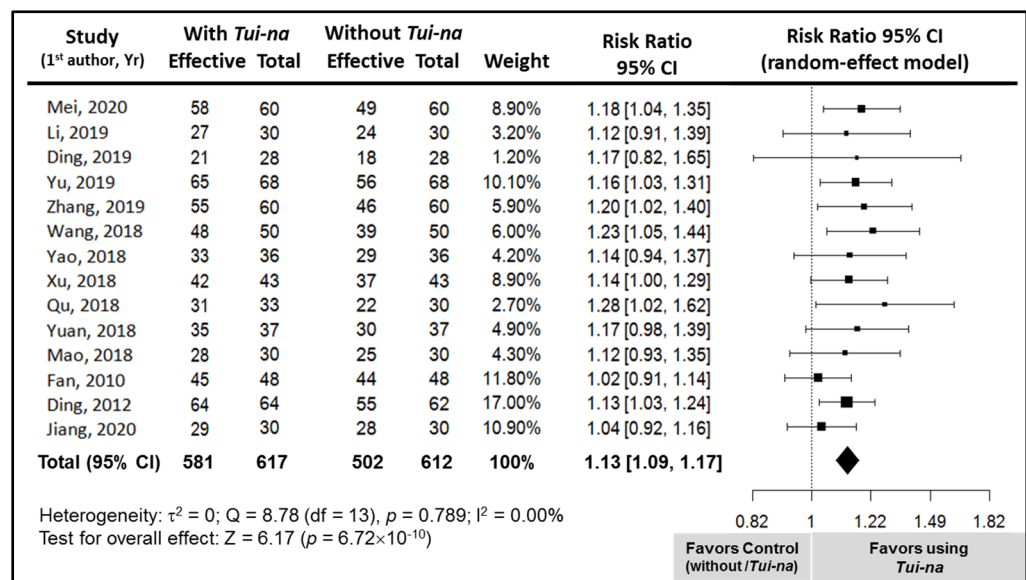 Study With Tui-na Without Tui-na Risk Ratio Risk Ratio 95% CI
(1st author, Yr) Effective Total Effective Total Weight 95% CI (random-effect model)
Mei, 2020 58 60 49 60 8.90% 1.18 [1.04, 1.35]
Li, 2019 27 30 24 30 3.20% 1.12 [0.91, 1.39]
Ding, 2019 21 28 18 28 1.20% 1.17 [0.82, 1.65]
Yu, 2019 65 68 56 68 10.10% 1.16 [1.03, 1.31]
Zhang, 2019 55 60 46 60 5.90% 1.20 [1.02, 1.40]
Wang, 2018 48 50 39 50 6.00% 1.23 [1.05, 1.44]
Yao, 2018 33 36 29 36 4.20% 1.14 [0.94, 1.37]
Xu, 2018 42 43 37 43 8.90% 1.14 [1.00, 1.29]
Qu, 2018 31 33 22 30 2.70% 1.28 [1.02, 1.62]
Yuan, 2018 35 37 30 37 4.90% 1.17 [0.98, 1.39]
Mao, 2018 28 30 25 30 4.30% 1.12 [0.93, 1.35]
Fan, 2010 45 48 44 48 11.80% 1.02 [0.91, 1.14]
Ding, 2012 64 64 55 62 17.00% 1.13 [1.03, 1.24]
Jiang, 2020 29 30 28 30 10.90% 1.04 [0.92, 1.16]
Total (95% CI) 581 617 502 612 100% 1.13 [1.09, 1.17]
Heterogeneity: τ² = 0; Q = 8.78 (df = 13), p = 0.789; I² = 0.00%
Test for overall effect: Z = 6.17 (p = 6.72×10⁻¹⁰)
0.82 1 1.22 1.49 1.82
Favors Control Favors using
(without /Tui-na) Tui-na